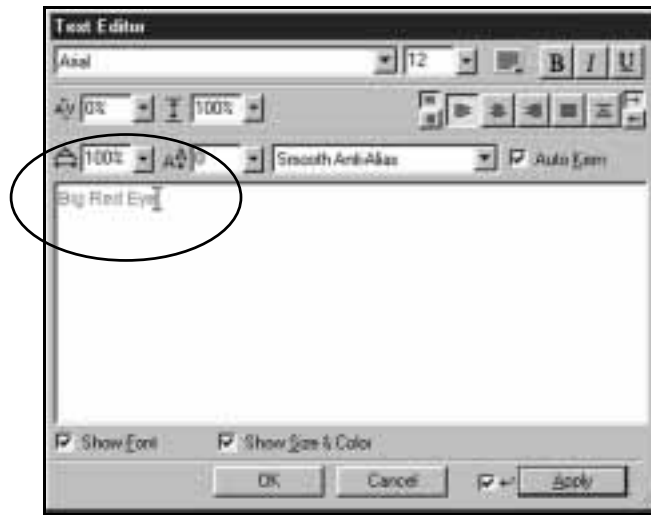 Text Editor
Arial 12 B I U
0% 100%
100% 0 Smooth Anti-Alias Auto Kern
Big Red Eye
Show Font Show Size & Color
OK Cancel Apply